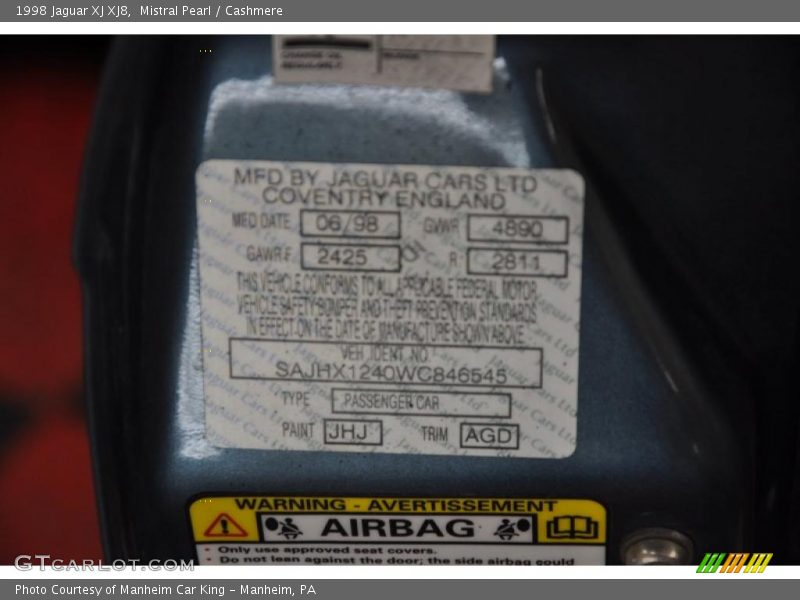 1998 Jaguar XJ XJ8, Mistral Pearl / Cashmere
MFD BY JAGUAR CARS LTD
COVENTRY ENGLAND
MFD DATE 06/98 GVWR 4890
GAWR F 2425 R 2811
THIS VEHICLE CONFORMS TO ALL APPLICABLE FEDERAL MOTOR
VEHICLE SAFETY BUMPER AND THEFT PREVENTION STANDARDS
IN EFFECT ON THE DATE OF MANUFACTURE SHOWN ABOVE
VEH. IDENT. NO.
SAJHX1240WC846545
TYPE PASSENGER CAR
PAINT JHJ TRIM AGD
WARNING - AVERTISSEMENT
AIRBAG
• Only use approved seat covers.
• Do not lean against the door; the side airbag could
GTCARLOT.COM
Photo Courtesy of Manheim Car King – Manheim, PA